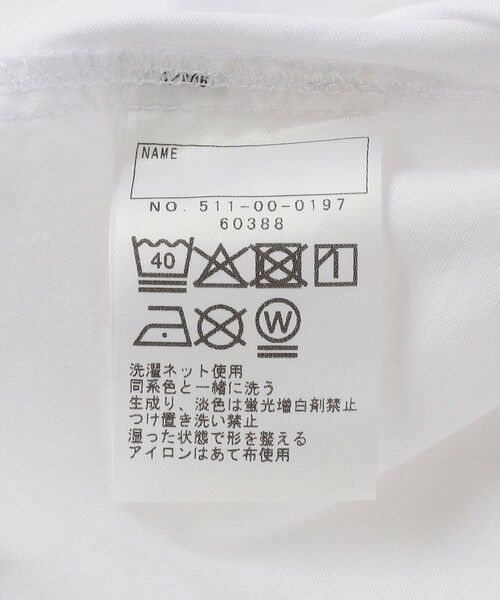 NAME
NO. 511-00-0197
60388
40
W
洗濯ネット使用
同系色と一緒に洗う
生成り、淡色は蛍光増白剤禁止
つけ置き洗い禁止
湿った状態で形を整える
アイロンはあて布使用